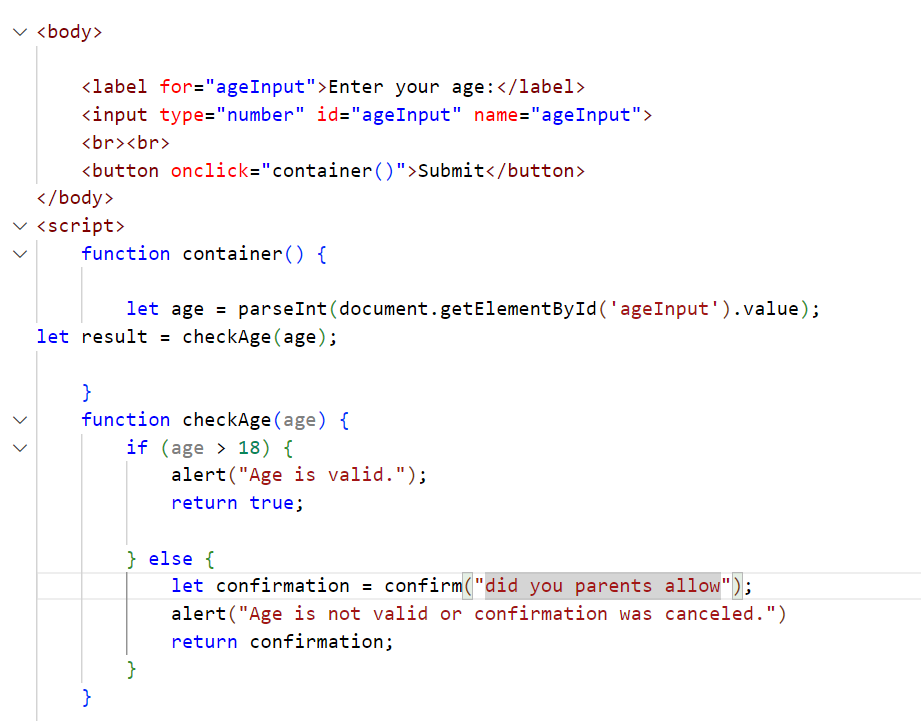 <body>
<label for="ageInput">Enter your age:</label>
<input type="number" id="ageInput" name="ageInput">
<br><br>
<button onclick="container()">Submit</button>
</body>
<script>
function container() {
let age = parseInt(document.getElementById('ageInput').value);
let result = checkAge(age);
}
function checkAge(age) {
if (age > 18) {
alert("Age is valid.");
return true;
} else {
let confirmation = confirm("did you parents allow");
alert("Age is not valid or confirmation was canceled.")
return confirmation;
}
}